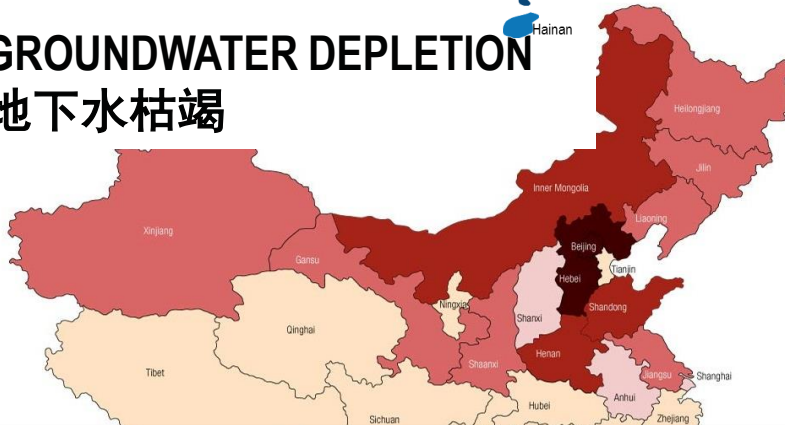 Hainan
GROUNDWATER DEPLETION
地下水枯竭
Heilongjiang
Jilin
Inner Mongolia
Liaoning
Xinjiang
Beijing
Gansu
Tianjin
Hebei
Ningxia
Shandong
Shanxi
Qinghai
Henan
Shaanxi
Tibet
Jiangsu
Shanghai
Anhui
Hubei
Sichuan
Zhejiang